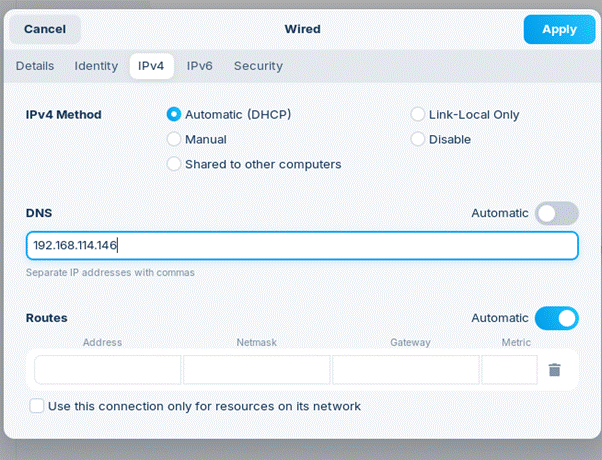 Cancel Wired Apply
Details Identity IPv4 IPv6 Security
IPv4 Method Automatic (DHCP) Link-Local Only
Manual Disable
Shared to other computers
DNS Automatic
192.168.114.146
Separate IP addresses with commas
Routes Automatic
Address Netmask Gateway Metric
Use this connection only for resources on its network